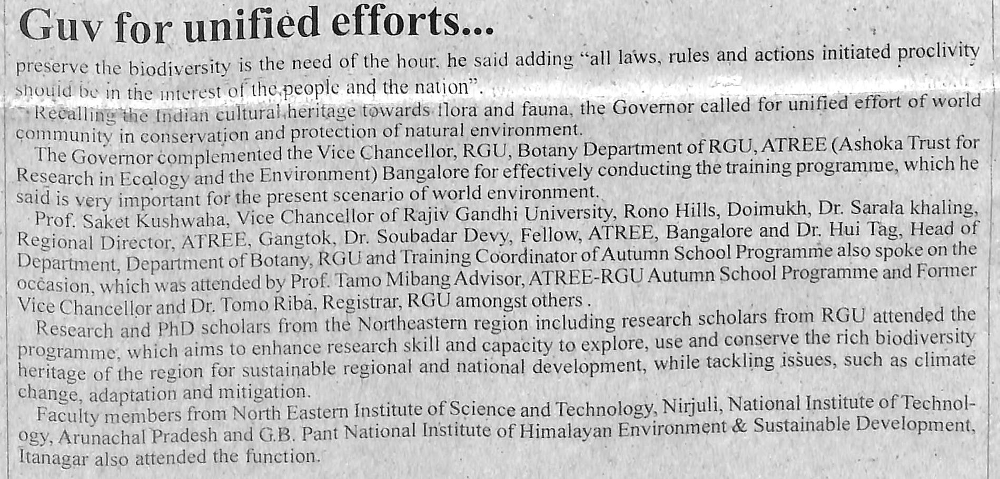 Guv for unified efforts...
preserve the biodiversity is the need of the hour. he said adding “all laws, rules and actions initiated proclivity
should be in the interest of the people and the nation”.
Recalling the Indian cultural heritage towards flora and fauna, the Governor called for unified effort of world
community in conservation and protection of natural environment.
The Governor complemented the Vice Chancellor, RGU, Botany Department of RGU, ATREE (Ashoka Trust for
Research in Ecology and the Environment) Bangalore for effectively conducting the training programme, which he
said is very important for the present scenario of world environment.
Prof. Saket Kushwaha, Vice Chancellor of Rajiv Gandhi University, Rono Hills, Doimukh, Dr. Sarala khaling,
Regional Director, ATREE, Gangtok, Dr. Soubadar Devy, Fellow, ATREE, Bangalore and Dr. Hui Tag, Head of
Department, Department of Botany, RGU and Training Coordinator of Autumn School Programme also spoke on the
occasion, which was attended by Prof. Tamo Mibang Advisor, ATREE-RGU Autumn School Programme and Former
Vice Chancellor and Dr. Tomo Riba, Registrar, RGU amongst others .
Research and PhD scholars from the Northeastern region including research scholars from RGU attended the
programme, which aims to enhance research skill and capacity to explore, use and conserve the rich biodiversity
heritage of the region for sustainable regional and national development, while tackling issues, such as climate
change, adaptation and mitigation.
Faculty members from North Eastern Institute of Science and Technology, Nirjuli, National Institute of Technol-
ogy, Arunachal Pradesh and G.B. Pant National Institute of Himalayan Environment & Sustainable Development,
Itanagar also attended the function.